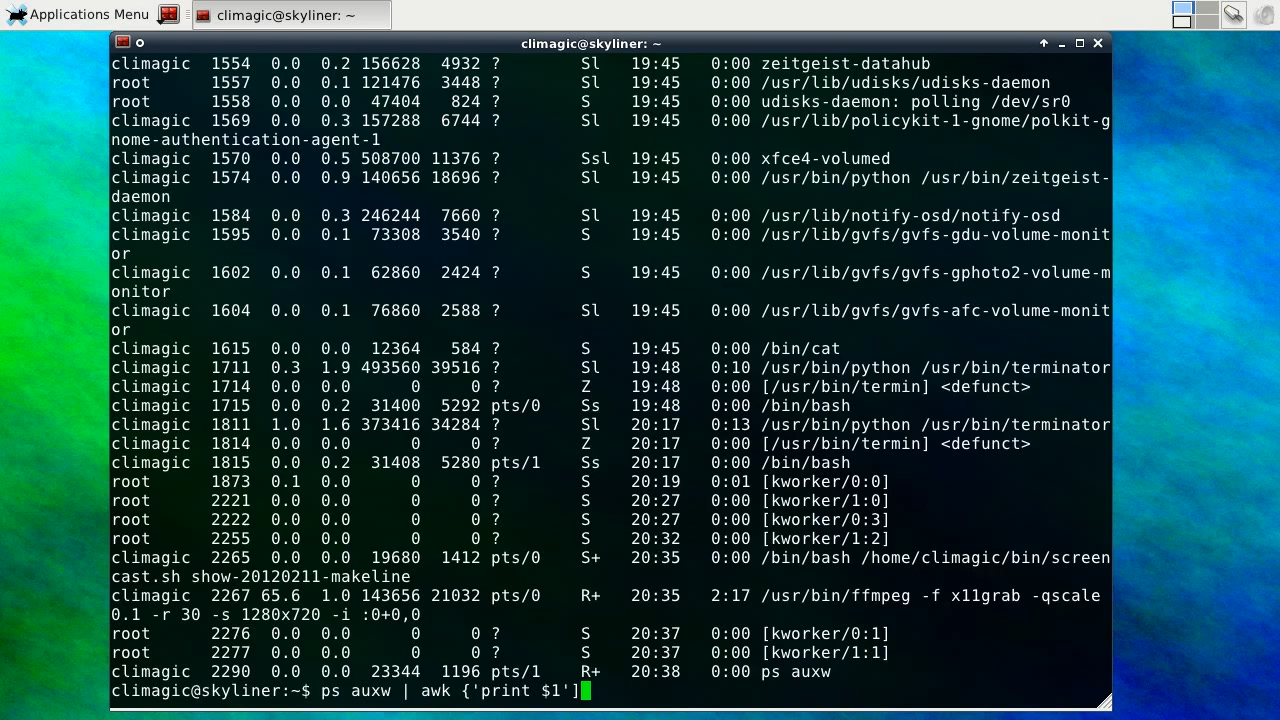 Applications Menu climagic@skyliner: ~
climagic@skyliner: ~
climagic 1554 0.0 0.2 156628 4932 ? Sl 19:45 0:00 zeitgeist-datahub
root 1557 0.0 0.1 121476 3448 ? Sl 19:45 0:00 /usr/lib/udisks/udisks-daemon
root 1558 0.0 0.0 47404 824 ? S 19:45 0:00 udisks-daemon: polling /dev/sr0
climagic 1569 0.0 0.3 157288 6744 ? Sl 19:45 0:00 /usr/lib/policykit-1-gnome/polkit-g
nome-authentication-agent-1
climagic 1570 0.0 0.5 508700 11376 ? Ssl 19:45 0:00 xfce4-volumed
climagic 1574 0.0 0.9 140656 18696 ? Sl 19:45 0:00 /usr/bin/python /usr/bin/zeitgeist-
daemon
climagic 1584 0.0 0.3 246244 7660 ? Sl 19:45 0:00 /usr/lib/notify-osd/notify-osd
climagic 1595 0.0 0.1 73308 3540 ? S 19:45 0:00 /usr/lib/gvfs/gvfs-gdu-volume-monit
or
climagic 1602 0.0 0.1 62860 2424 ? S 19:45 0:00 /usr/lib/gvfs/gvfs-gphoto2-volume-m
onitor
climagic 1604 0.0 0.1 76860 2588 ? Sl 19:45 0:00 /usr/lib/gvfs/gvfs-afc-volume-monit
or
climagic 1615 0.0 0.0 12364 584 ? S 19:45 0:00 /bin/cat
climagic 1711 0.3 1.9 493560 39516 ? Sl 19:48 0:10 /usr/bin/python /usr/bin/terminator
climagic 1714 0.0 0.0 0 0 ? Z 19:48 0:00 [/usr/bin/termin] <defunct>
climagic 1715 0.0 0.2 31400 5292 pts/0 Ss 19:48 0:00 /bin/bash
climagic 1811 1.0 1.6 373416 34284 ? Sl 20:17 0:13 /usr/bin/python /usr/bin/terminator
climagic 1814 0.0 0.0 0 0 ? Z 20:17 0:00 [/usr/bin/termin] <defunct>
climagic 1815 0.0 0.2 31408 5280 pts/1 Ss 20:17 0:00 /bin/bash
root 1873 0.1 0.0 0 0 ? S 20:19 0:01 [kworker/0:0]
root 2221 0.0 0.0 0 0 ? S 20:27 0:00 [kworker/1:0]
root 2222 0.0 0.0 0 0 ? S 20:27 0:00 [kworker/0:3]
root 2255 0.0 0.0 0 0 ? S 20:32 0:00 [kworker/1:2]
climagic 2265 0.0 0.0 19680 1412 pts/0 S+ 20:35 0:00 /bin/bash /home/climagic/bin/screen
cast.sh show-20120211-makeline
climagic 2267 65.6 1.0 143656 21032 pts/0 R+ 20:35 2:17 /usr/bin/ffmpeg -f x11grab -qscale
0.1 -r 30 -s 1280x720 -i :0+0,0
root 2276 0.0 0.0 0 0 ? S 20:37 0:00 [kworker/0:1]
root 2277 0.0 0.0 0 0 ? S 20:37 0:00 [kworker/1:1]
climagic 2290 0.0 0.0 23344 1196 pts/1 R+ 20:38 0:00 ps auxw
climagic@skyliner:~$ ps auxw | awk {'print $1']